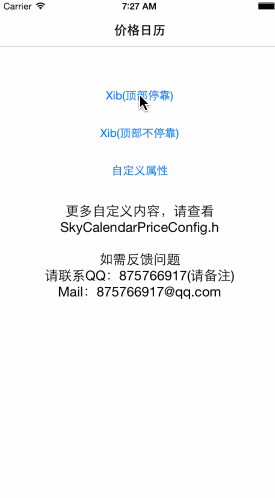 Carrier 7:27 AM
价格日历
Xib(顶部停靠)
Xib(顶部不停靠)
自定义属性
更多自定义内容，请查看
SkyCalendarPriceConfig.h
如需反馈问题
请联系QQ：875766917(请备注)
Mail：875766917@qq.com